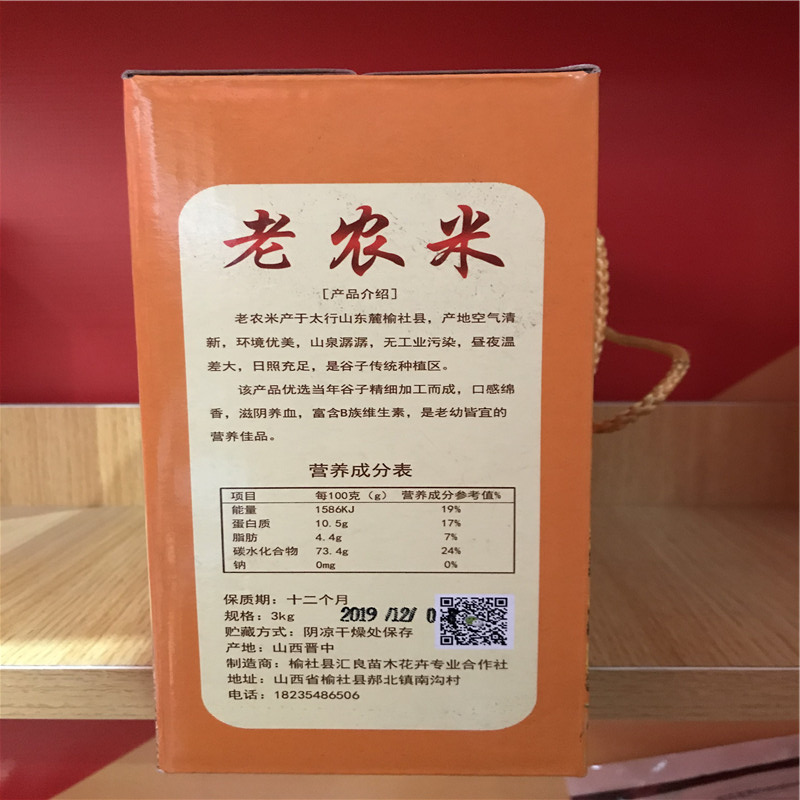 老农米
[产品介绍]
老农米产于太行山东麓榆社县，产地空气清
新，环境优美，山泉潺潺，无工业污染，昼夜温
差大，日照充足，是谷子传统种植区。
该产品优选当年谷子精细加工而成，口感绵
香，滋阴养血，富含B族维生素，是老幼皆宜的
营养佳品。
营养成分表
项目 每100克（g） 营养成分参考值%
能量 1586KJ 19%
蛋白质 10.5g 17%
脂肪 4.4g 7%
碳水化合物 73.4g 24%
钠 0mg 0%
保质期：十二个月
规格：3kg 2019/12/0
贮藏方式：阴凉干燥处保存
产地：山西晋中
制造商：榆社县汇良苗木花卉专业合作社
地址：山西省榆社县郝北镇南沟村
电话：18235486506